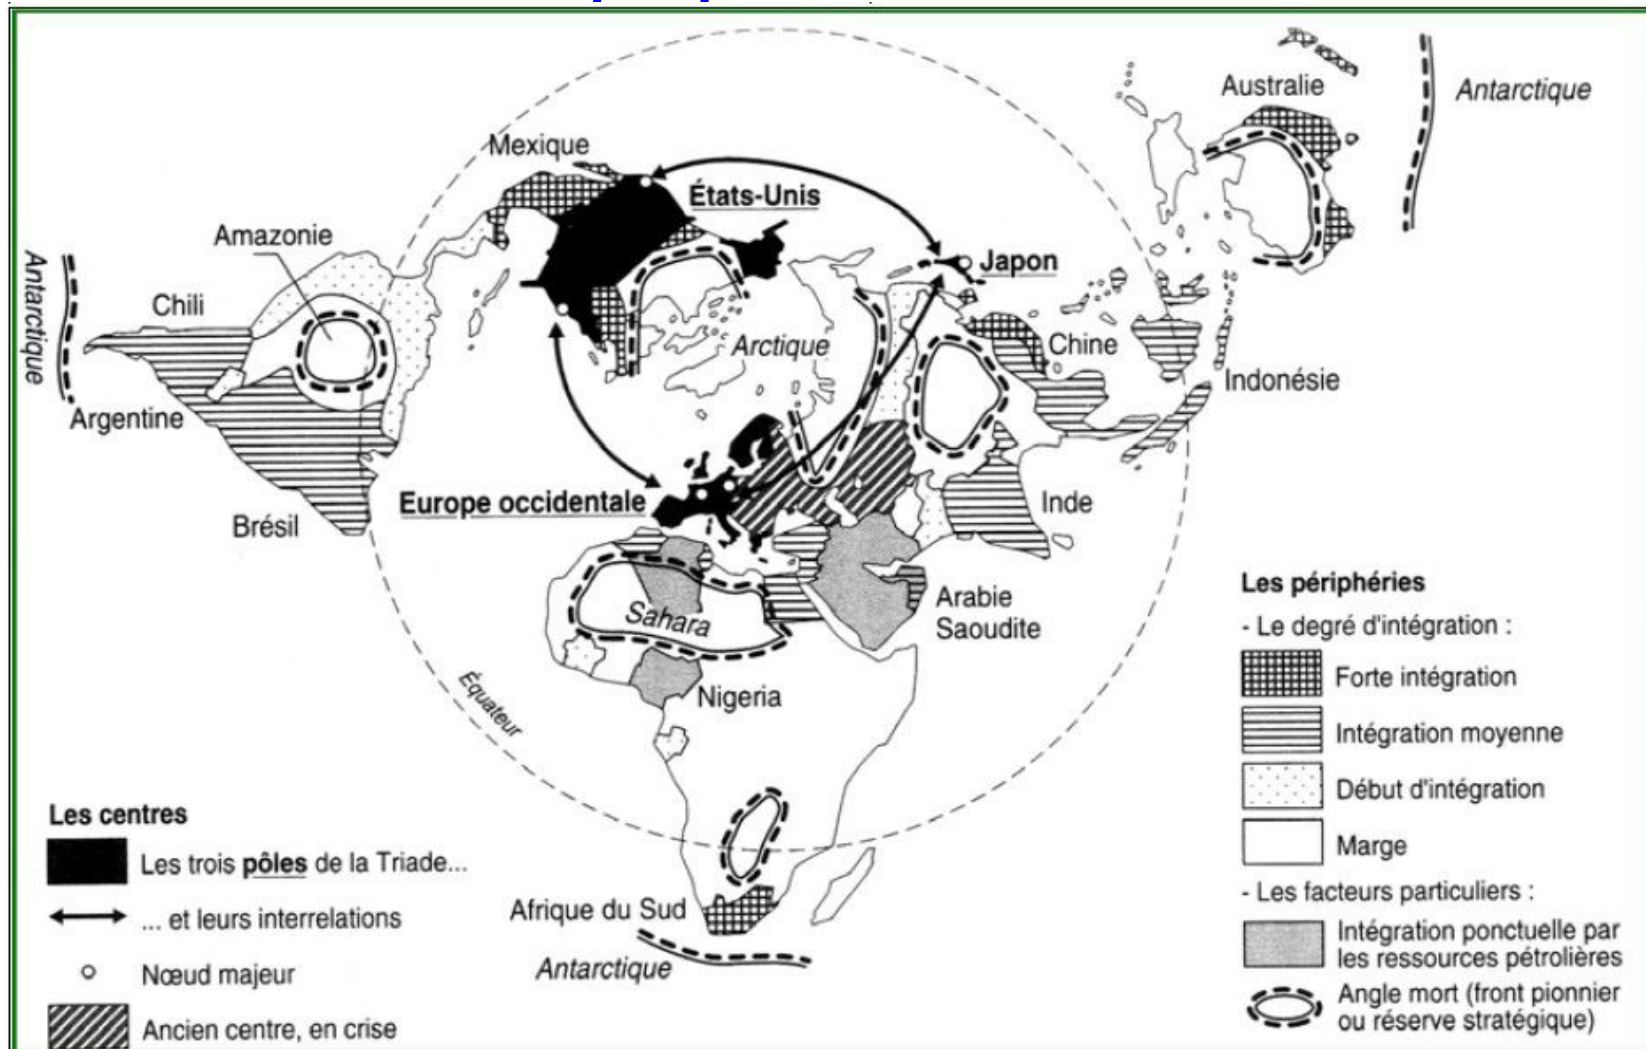 Australie
Antarctique
Mexique
États-Unis
Amazonie
Japon
Antarctique
Chili
Arctique
Chine
Indonésie
Argentine
Europe occidentale
Inde
Brésil
Arabie
Saoudite
Sahara
Nigeria
Équateur
Afrique du Sud
Antarctique
Les centres
Les trois pôles de la Triade...
... et leurs interrelations
Nœud majeur
Ancien centre, en crise
Les périphéries
- Le degré d'intégration :
Forte intégration
Intégration moyenne
Début d'intégration
Marge
- Les facteurs particuliers :
Intégration ponctuelle par
les ressources pétrolières
Angle mort (front pionnier
ou réserve stratégique)